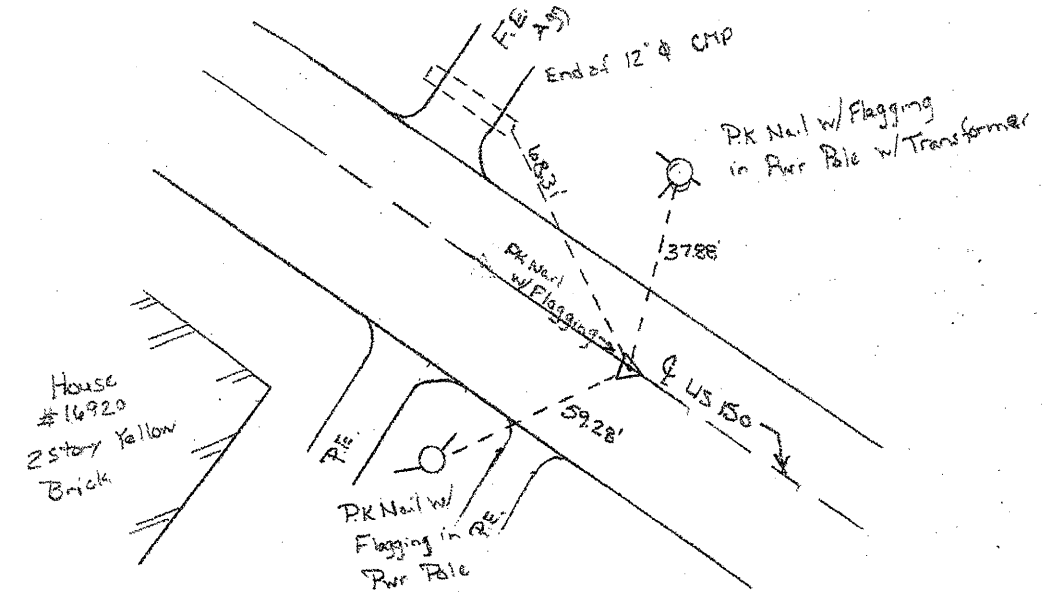 F.E.
End of 12" ⌀ CMP
68.31'
P.K Nail w/Flagging
in Pwr Pole w/Transformer
37.88'
PK Nail
w/Flagging
℄ US 150
59.28'
House
#16920
2 story Yellow
Brick
P.E.
P.K Nail w/
Flagging in
Pwr Pole
P.E.